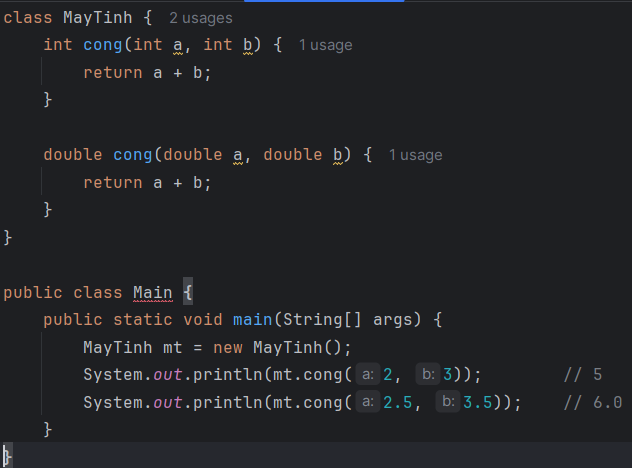 class MayTinh { 2 usages
    int cong(int a, int b) { 1 usage
        return a + b;
    }

    double cong(double a, double b) { 1 usage
        return a + b;
    }
}

public class Main {
    public static void main(String[] args) {
        MayTinh mt = new MayTinh();
        System.out.println(mt.cong( a: 2, b: 3));        // 5
        System.out.println(mt.cong( a: 2.5, b: 3.5));    // 6.0
    }
}